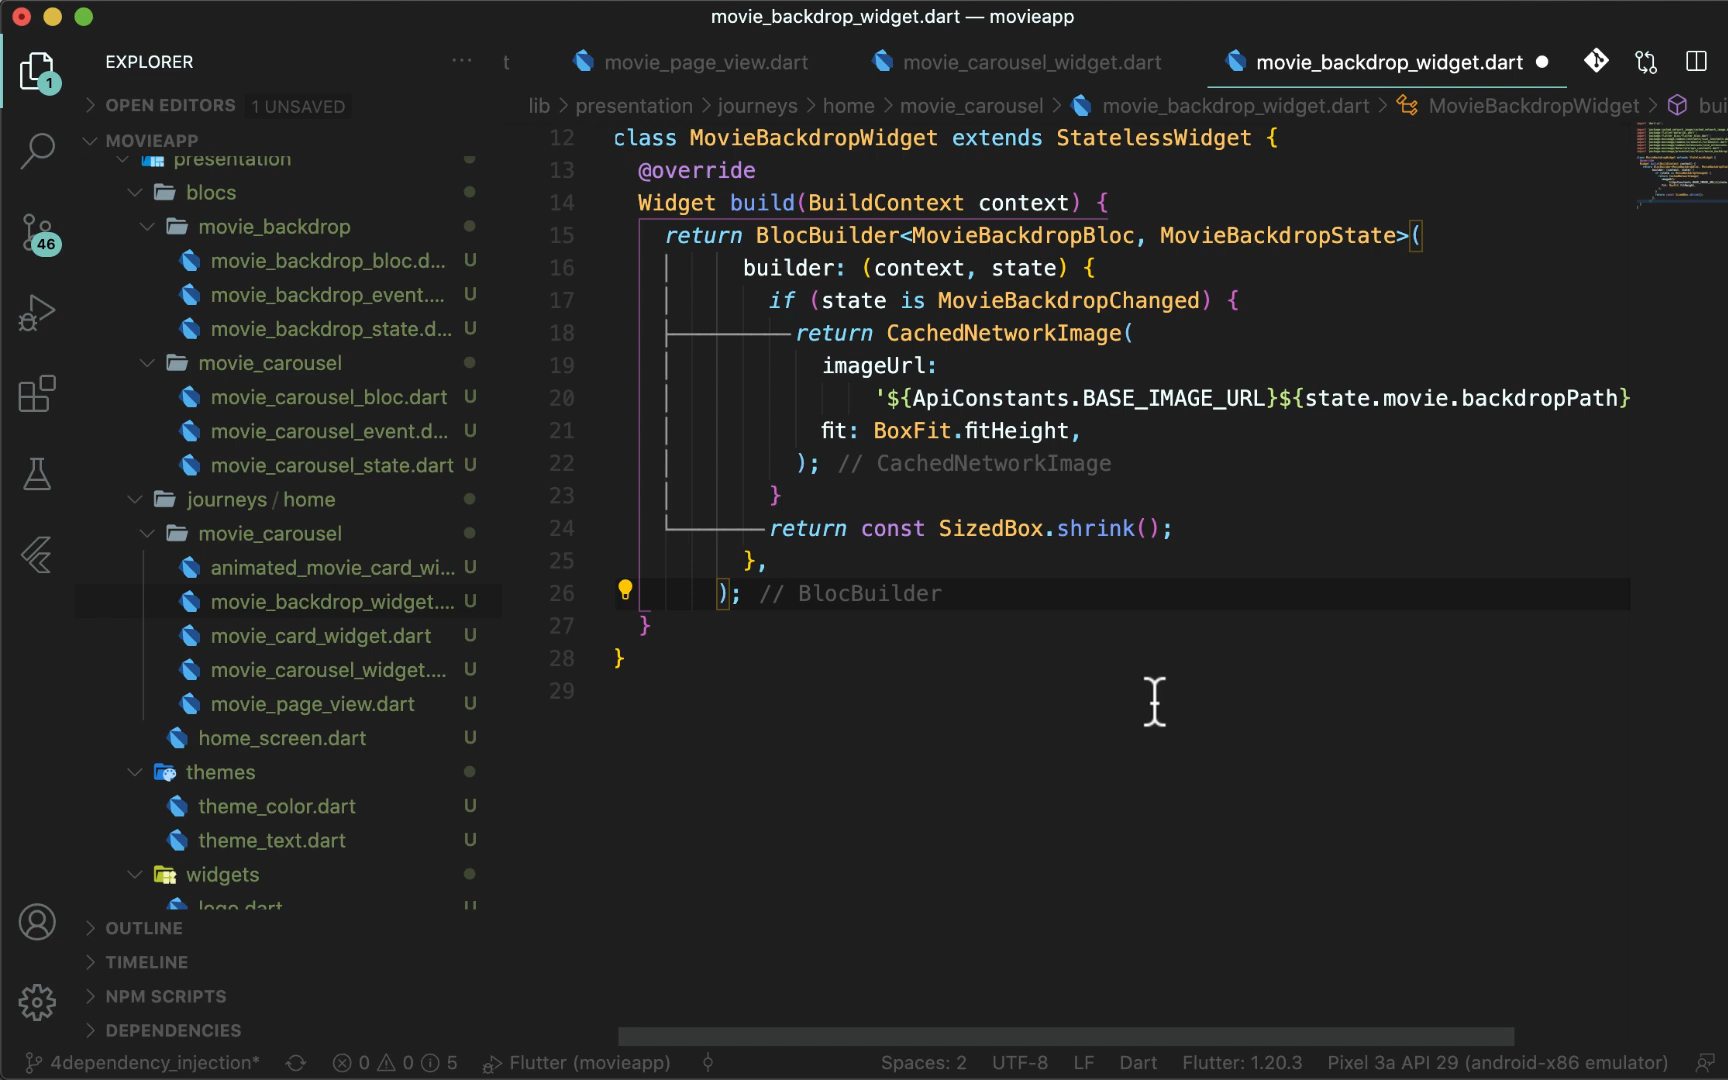 movie_backdrop_widget.dart — movieapp
EXPLORER
t
movie_page_view.dart
movie_carousel_widget.dart
movie_backdrop_widget.dart
1
OPEN EDITORS 1 UNSAVED
lib > presentation > journeys > home > movie_carousel > movie_backdrop_widget.dart > MovieBackdropWidget > bui
MOVIEAPP
presentation
blocs
movie_backdrop
movie_backdrop_bloc.d... U
movie_backdrop_event.... U
movie_backdrop_state.d... U
movie_carousel
movie_carousel_bloc.dart U
movie_carousel_event.d... U
movie_carousel_state.dart U
journeys / home
movie_carousel
animated_movie_card_wi... U
movie_backdrop_widget.... U
movie_card_widget.dart U
movie_carousel_widget.... U
movie_page_view.dart U
home_screen.dart U
themes
theme_color.dart U
theme_text.dart U
widgets
logo.dart U
46
OUTLINE
TIMELINE
NPM SCRIPTS
DEPENDENCIES
12 class MovieBackdropWidget extends StatelessWidget {
13 @override
14 Widget build(BuildContext context) {
15 return BlocBuilder<MovieBackdropBloc, MovieBackdropState>(
16 builder: (context, state) {
17 if (state is MovieBackdropChanged) {
18 return CachedNetworkImage(
19 imageUrl:
20 '${ApiConstants.BASE_IMAGE_URL}${state.movie.backdropPath}
21 fit: BoxFit.fitHeight,
22 ); // CachedNetworkImage
23 }
24 return const SizedBox.shrink();
25 },
26 ); // BlocBuilder
27 }
28 }
29
4dependency_injection* 0 0 5 Flutter (movieapp) Spaces: 2 UTF-8 LF Dart Flutter: 1.20.3 Pixel 3a API 29 (android-x86 emulator)